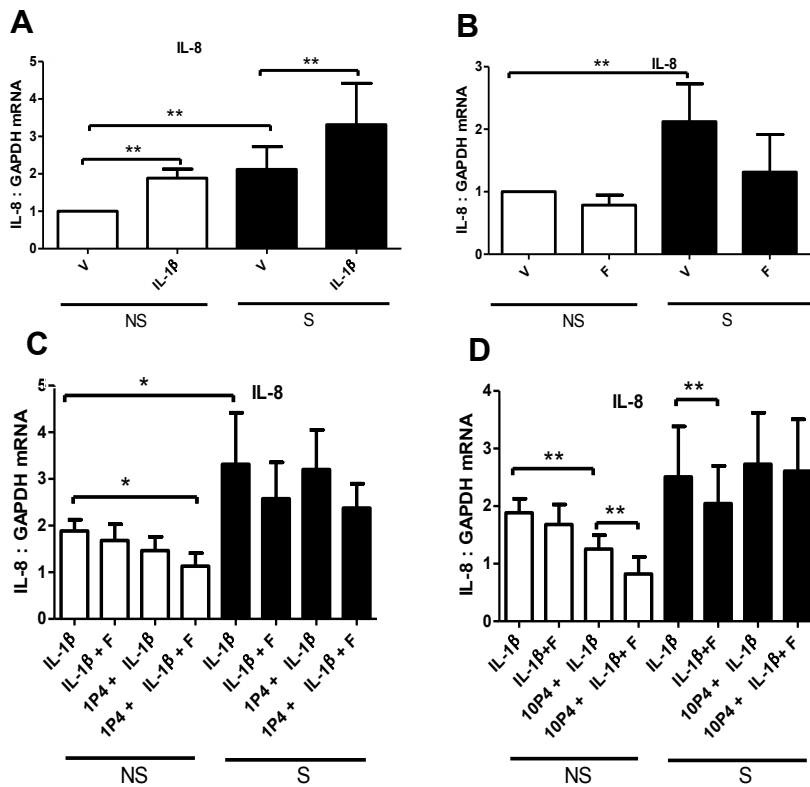 A
IL-8
IL-8 : GAPDH mRNA
5
4
3
2
1
0
**
**
**
V
IL-1β
V
IL-1β
NS
S
B
IL-8
IL-8 : GAPDH mRNA
3
2
1
0
**
V
F
V
F
NS
S
C
IL-8
IL-8 : GAPDH mRNA
5
4
3
2
1
0
*
*
IL-1β
IL-1β+ F
1P4 + IL-1β
1P4 + IL-1β + F
IL-1β
IL-1β + F
1P4 + IL-1β
1P4 + IL-1β + F
NS
S
D
IL-8
IL-8 : GAPDH mRNA
4
3
2
1
0
**
**
**
IL-1β
IL-1β+F
10P4 + IL-1β
10P4 + IL-1β+ F
IL-1β
IL-1β+F
10P4 + IL-1β
10P4 + IL-1β+ F
NS
S